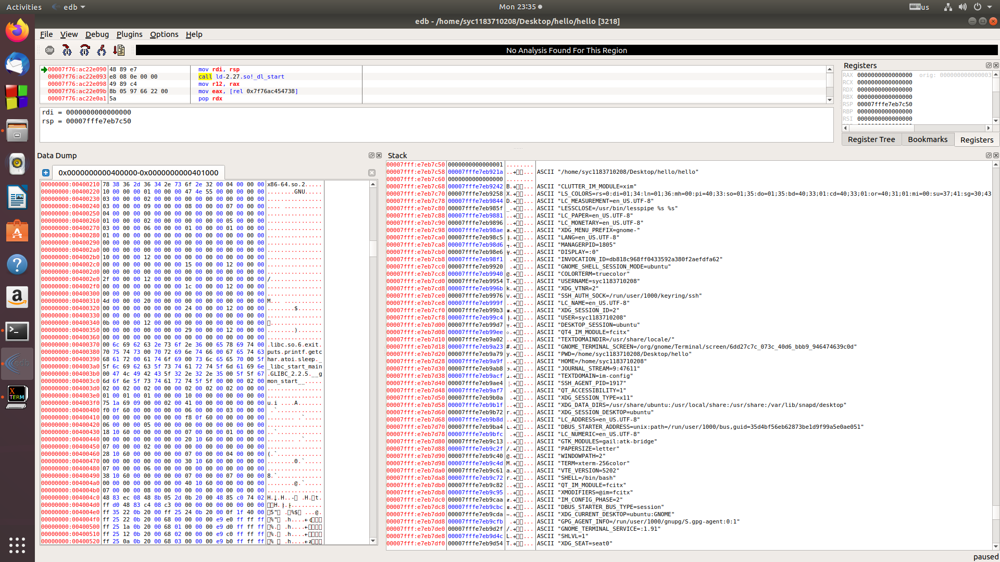 Activities
edb
Mon 23:35
us
edb - /home/syc1183710208/Desktop/hello/hello [3218]
File View Debug Plugins Options Help
STOP
No Analysis Found For This Region
00007f76:ac22e090 48 89 e7 mov rdi, rsp
00007f76:ac22e093 e8 08 0e 00 00 call ld-2.27.so!_dl_start
00007f76:ac22e098 49 89 c4 mov r12, rax
00007f76:ac22e09b 8b 05 97 66 22 00 mov eax, [rel 0x7f76ac454738]
00007f76:ac22e0a1 5a pop rdx
rdi = 0000000000000000
rsp = 00007fffe7eb7c50
Registers
RAX 0000000000000000 orig: 000000000000003
RCX 0000000000000000
RDX 0000000000000000
RBX 0000000000000000
RSP 00007fffe7eb7c50
RBP 0000000000000000
RSI 0000000000000000
Register Tree Bookmarks Registers
Data Dump
0x0000000000400000-0x0000000000401000
00000000:00400210 78 38 36 2d 36 34 2e 73 6f 2e 32 00 04 00 00 00 x86-64.so.2.....
00000000:00400220 10 00 00 00 01 00 00 00 47 4e 55 00 00 00 00 00 ........GNU.....
00000000:00400230 03 00 00 00 02 00 00 00 00 00 00 00 00 00 00 00
00000000:00400240 03 00 00 00 09 00 00 00 08 00 00 00 07 00 00 00
00000000:00400250 04 00 00 00 00 00 00 00 00 00 00 00 00 00 00 00
00000000:00400260 01 00 00 00 02 00 00 00 00 00 00 00 05 00 00 00
00000000:00400270 03 00 00 00 06 00 00 00 01 00 00 00 01 00 00 00
00000000:00400280 01 00 00 00 00 00 00 00 00 00 00 00 00 00 00 00
00000000:00400290 00 00 00 00 00 00 00 00 00 00 00 00 00 00 00 00
00000000:004002a0 00 00 00 00 00 00 00 00 00 00 00 00 00 00 00 00
00000000:004002b0 10 00 00 00 12 00 00 00 00 00 00 00 00 00 00 00
00000000:004002c0 00 00 00 00 00 00 00 00 15 00 00 00 12 00 00 00
00000000:004002d0 00 00 00 00 00 00 00 00 00 00 00 00 00 00 00 00
00000000:004002e0 2f 00 00 00 12 00 00 00 00 00 00 00 00 00 00 00 /...............
00000000:004002f0 00 00 00 00 00 00 00 00 1c 00 00 00 12 00 00 00
00000000:00400300 00 00 00 00 00 00 00 00 00 00 00 00 00 00 00 00
00000000:00400310 4d 00 00 00 20 00 00 00 00 00 00 00 00 00 00 00 M... ...........
00000000:00400320 00 00 00 00 00 00 00 00 24 00 00 00 12 00 00 00 ........$.......
00000000:00400330 00 00 00 00 00 00 00 00 00 00 00 00 00 00 00 00
00000000:00400340 0b 00 00 00 12 00 00 00 00 00 00 00 00 00 00 00
00000000:00400350 00 00 00 00 00 00 00 00 29 00 00 00 12 00 00 00 ........).......
00000000:00400360 00 00 00 00 00 00 00 00 00 00 00 00 00 00 00 00
00000000:00400370 00 6c 69 62 63 2e 73 6f 2e 36 00 65 78 69 74 00 .libc.so.6.exit.
00000000:00400380 70 75 74 73 00 70 72 69 6e 74 66 00 67 65 74 63 puts.printf.getc
00000000:00400390 68 61 72 00 61 74 6f 69 00 73 6c 65 65 70 00 5f har.atoi.sleep._
00000000:004003a0 5f 6c 69 62 63 5f 73 74 61 72 74 5f 6d 61 69 6e _libc_start_main
00000000:004003b0 00 47 4c 49 42 43 5f 32 2e 32 2e 35 00 5f 5f 67 .GLIBC_2.2.5.__g
00000000:004003c0 6d 6f 6e 5f 73 74 61 72 74 5f 5f 00 00 00 02 00 mon_start__.....
00000000:004003d0 02 00 02 00 02 00 00 00 02 00 02 00 02 00 00 00
00000000:004003e0 01 00 01 00 01 00 00 00 10 00 00 00 00 00 00 00
00000000:004003f0 75 1a 69 09 00 00 02 00 41 00 00 00 00 00 00 00 u.i ....A.......
00000000:00400400 f0 0f 60 00 00 00 00 00 06 00 00 00 03 00 00 00
00000000:00400410 00 00 00 00 00 00 00 00 f8 0f 60 00 00 00 00 00
00000000:00400420 06 00 00 00 05 00 00 00 00 00 00 00 00 00 00 00
00000000:00400430 18 10 60 00 00 00 00 00 07 00 00 00 01 00 00 00
00000000:00400440 00 00 00 00 00 00 00 00 20 10 60 00 00 00 00 00
00000000:00400450 07 00 00 00 02 00 00 00 00 00 00 00 00 00 00 00
00000000:00400460 28 10 60 00 00 00 00 00 07 00 00 00 04 00 00 00 (.`.............
00000000:00400470 00 00 00 00 00 00 00 00 30 10 60 00 00 00 00 00 ........0.`.....
00000000:00400480 07 00 00 00 06 00 00 00 00 00 00 00 00 00 00 00
00000000:00400490 38 10 60 00 00 00 00 00 07 00 00 00 07 00 00 00 8.`.............
00000000:004004a0 00 00 00 00 00 00 00 00 40 10 60 00 00 00 00 00 ........@.`.....
00000000:004004b0 07 00 00 00 08 00 00 00 00 00 00 00 00 00 00 00
00000000:004004c0 48 83 ec 08 48 8b 05 2d 0b 20 00 48 85 c0 74 02
00000000:004004d0 ff d0 48 83 c4 08 c3 00 00 00 00 00 00 00 00 00
00000000:004004e0 ff 35 22 0b 20 00 ff 25 24 0b 20 00 0f 1f 40 00
00000000:004004f0 ff 25 22 0b 20 00 68 00 00 00 00 e9 e0 ff ff ff
00000000:00400500 ff 25 1a 0b 20 00 68 01 00 00 00 e9 d0 ff ff ff
00000000:00400510 ff 25 12 0b 20 00 68 02 00 00 00 e9 c0 ff ff ff
00000000:00400520 ff 25 0a 0b 20 00 68 03 00 00 00 e9 b0 ff ff ff
Stack
00007fff:e7eb7c50 0000000000000001 ........
00007fff:e7eb7c58 00007fffe7eb921a ASCII "/home/syc1183710208/Desktop/hello/hello"
00007fff:e7eb7c60 0000000000000000 ........
00007fff:e7eb7c68 00007fffe7eb9242 ASCII "CLUTTER_IM_MODULE=xim"
00007fff:e7eb7c70 00007fffe7eb9258 ASCII "LS_COLORS=rs=0:di=01;34:ln=01;36:mh=00:pi=40;33:so=01;35:do=01;35:bd=40;33;01:cd=40;33;01:or=40;31;01:mi=00:su=37;41:sg=30;43
00007fff:e7eb7c78 00007fffe7eb9844 ASCII "LC_MEASUREMENT=en_US.UTF-8"
00007fff:e7eb7c80 00007fffe7eb985f ASCII "LESSCLOSE=/usr/bin/lesspipe %s %s"
00007fff:e7eb7c88 00007fffe7eb9881 ASCII "LC_PAPER=en_US.UTF-8"
00007fff:e7eb7c90 00007fffe7eb9896 ASCII "LC_MONETARY=en_US.UTF-8"
00007fff:e7eb7c98 00007fffe7eb98ae ASCII "XDG_MENU_PREFIX=gnome-"
00007fff:e7eb7ca0 00007fffe7eb98c5 ASCII "LANG=en_US.UTF-8"
00007fff:e7eb7ca8 00007fffe7eb98d6 ASCII "MANAGERPID=1805"
00007fff:e7eb7cb0 00007fffe7eb98e6 ASCII "DISPLAY=:0"
00007fff:e7eb7cb8 00007fffe7eb98f1 ASCII "INVOCATION_ID=db818c968ff0433592a380f2aefdfa62"
00007fff:e7eb7cc0 00007fffe7eb9920 ASCII "GNOME_SHELL_SESSION_MODE=ubuntu"
00007fff:e7eb7cc8 00007fffe7eb9940 ASCII "COLORTERM=truecolor"
00007fff:e7eb7cd0 00007fffe7eb9954 ASCII "USERNAME=syc1183710208"
00007fff:e7eb7cd8 00007fffe7eb996b ASCII "XDG_VTNR=2"
00007fff:e7eb7ce0 00007fffe7eb9976 ASCII "SSH_AUTH_SOCK=/run/user/1000/keyring/ssh"
00007fff:e7eb7ce8 00007fffe7eb999f ASCII "LC_NAME=en_US.UTF-8"
00007fff:e7eb7cf0 00007fffe7eb99b3 ASCII "XDG_SESSION_ID=2"
00007fff:e7eb7cf8 00007fffe7eb99c4 ASCII "USER=syc1183710208"
00007fff:e7eb7d00 00007fffe7eb99d7 ASCII "DESKTOP_SESSION=ubuntu"
00007fff:e7eb7d08 00007fffe7eb99ee ASCII "QT4_IM_MODULE=fcitx"
00007fff:e7eb7d10 00007fffe7eb9a02 ASCII "TEXTDOMAINDIR=/usr/share/locale/"
00007fff:e7eb7d18 00007fffe7eb9a23 ASCII "GNOME_TERMINAL_SCREEN=/org/gnome/Terminal/screen/6dd27c7c_073c_40d6_bbb9_946474639c0d"
00007fff:e7eb7d20 00007fffe7eb9a79 ASCII "PWD=/home/syc1183710208/Desktop/hello"
00007fff:e7eb7d28 00007fffe7eb9a9f ASCII "HOME=/home/syc1183710208"
00007fff:e7eb7d30 00007fffe7eb9ab8 ASCII "JOURNAL_STREAM=9:47611"
00007fff:e7eb7d38 00007fffe7eb9acf ASCII "TEXTDOMAIN=im-config"
00007fff:e7eb7d40 00007fffe7eb9ae4 ASCII "SSH_AGENT_PID=1917"
00007fff:e7eb7d48 00007fffe7eb9af7 ASCII "QT_ACCESSIBILITY=1"
00007fff:e7eb7d50 00007fffe7eb9b0a ASCII "XDG_SESSION_TYPE=x11"
00007fff:e7eb7d58 00007fffe7eb9b1f ASCII "XDG_DATA_DIRS=/usr/share/ubuntu:/usr/local/share:/usr/share:/var/lib/snapd/desktop"
00007fff:e7eb7d60 00007fffe7eb9b72 ASCII "XDG_SESSION_DESKTOP=ubuntu"
00007fff:e7eb7d68 00007fffe7eb9b8d ASCII "LC_ADDRESS=en_US.UTF-8"
00007fff:e7eb7d70 00007fffe7eb9ba4 ASCII "DBUS_STARTER_ADDRESS=unix:path=/run/user/1000/bus,guid=35d4bf56eb62873be1d9f99a5e0ae051"
00007fff:e7eb7d78 00007fffe7eb9bfc ASCII "LC_NUMERIC=en_US.UTF-8"
00007fff:e7eb7d80 00007fffe7eb9c13 ASCII "GTK_MODULES=gail:atk-bridge"
00007fff:e7eb7d88 00007fffe7eb9c2f ASCII "PAPERSIZE=letter"
00007fff:e7eb7d90 00007fffe7eb9c40 ASCII "WINDOWPATH=2"
00007fff:e7eb7d98 00007fffe7eb9c4d ASCII "TERM=xterm-256color"
00007fff:e7eb7da0 00007fffe7eb9c61 ASCII "VTE_VERSION=5202"
00007fff:e7eb7da8 00007fffe7eb9c72 ASCII "SHELL=/bin/bash"
00007fff:e7eb7db0 00007fffe7eb9c82 ASCII "QT_IM_MODULE=fcitx"
00007fff:e7eb7db8 00007fffe7eb9c95 ASCII "XMODIFIERS=@im=fcitx"
00007fff:e7eb7dc0 00007fffe7eb9caa ASCII "IM_CONFIG_PHASE=2"
00007fff:e7eb7dc8 00007fffe7eb9cbc ASCII "DBUS_STARTER_BUS_TYPE=session"
00007fff:e7eb7dd0 00007fffe7eb9cda ASCII "XDG_CURRENT_DESKTOP=ubuntu:GNOME"
00007fff:e7eb7dd8 00007fffe7eb9cfb ASCII "GPG_AGENT_INFO=/run/user/1000/gnupg/S.gpg-agent:0:1"
00007fff:e7eb7de0 00007fffe7eb9d2f ASCII "GNOME_TERMINAL_SERVICE=:1.91"
00007fff:e7eb7de8 00007fffe7eb9d4c ASCII "SHLVL=1"
00007fff:e7eb7df0 00007fffe7eb9d54 ASCII "XDG_SEAT=seat0"
a
edb
X
TERM
paused